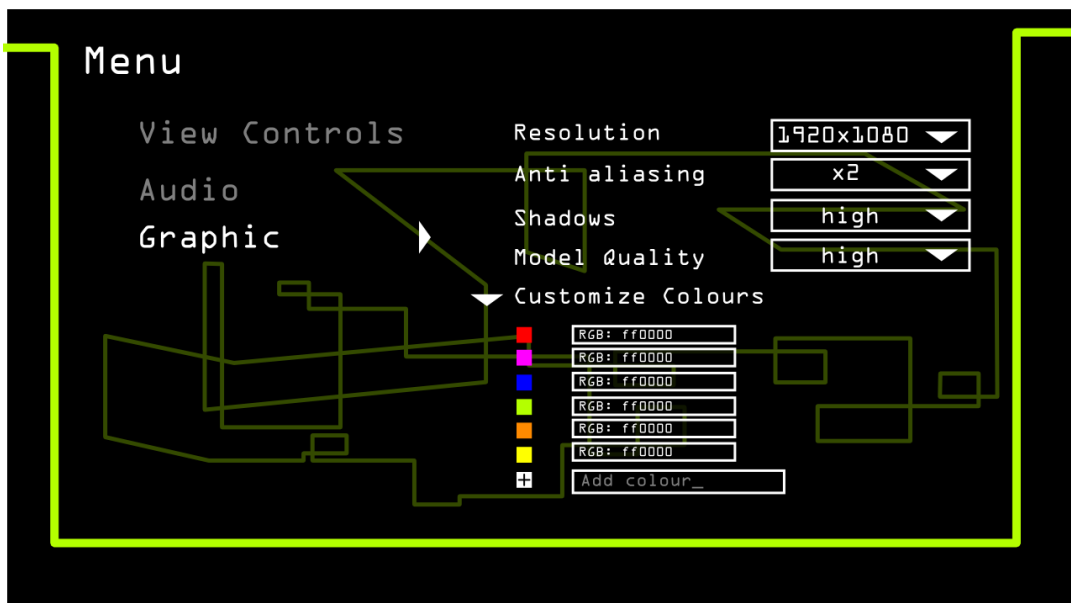 Menu
View Controls
Audio
Graphic
Resolution 1920x1080
Anti aliasing x2
Shadows high
Model Quality high
Customize Colours
RGB: ff0000
RGB: ff0000
RGB: ff0000
RGB: ff0000
RGB: ff0000
RGB: ff0000
+ Add colour_